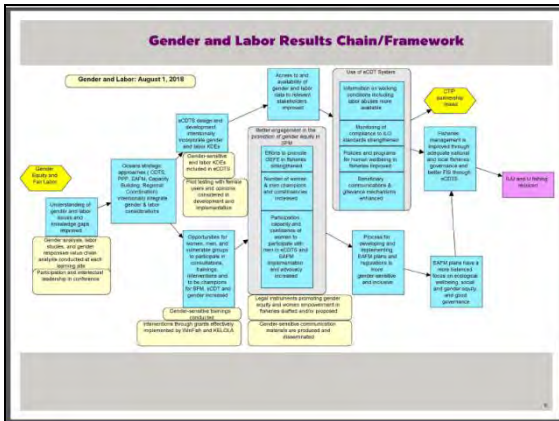 Gender and Labor Results Chain/Framework
Gender and Labor: August 1, 2018
Gender
Equity and
Fair Labor
Understanding of
gender and labor
issues and
knowledge gaps
improved
Gender analysis, labor
studies, and gender
responsive value chain
analysis conducted at each
learning site
Participation and intellectual
leadership in conference
Oceans strategic
approaches (CDTS,
PPP, EAFM, Capacity
Building, Regional
Coordination)
intentionally integrate
gender & labor
considerations
eCDTS design and
development
intentionally
incorporate gender
and labor KDEs
Gender-sensitive
and labor KDEs
included in eCDTS
Pilot testing with female
users and opinions
considered in
development and
implementation
Opportunities for
women, men, and
vulnerable groups
to participate in
consultations,
trainings,
interventions and
to be champions
for SFM, eCDT and
gender increased
Gender-sensitive trainings
conducted
Interventions through grants effectively
implemented by WinFish and KELOLA
Access to and
availability of
gender and labor
data to relevant
stakeholders
improved
Better engagement in the
promotion of gender equity in
Efforts to promote
in fisheries
strengthened
Number of women
& men champions
and constituencies
increased
Participation,
capacity and
confidence of
women to
participate with
men in eCDTS and
EAFM
implementation
and advocacy
increased
Legal instruments promoting gender
equity and women empowerment in
fisheries drafted and/or proposed
Gender-sensitive communication
materials are produced and
disseminated
Use of eCDT System
Information on working
conditions including
labor abuses more
available
Monitoring of
compliance to
standards strengthened
Policies and programs
for human wellbeing in
fisheries improved
Beneficiary
communications &
grievance mechanisms
enhanced
Process for
developing and
implementing
EAFM plans and
regulations is
more
gender-sensitive
and inclusive
CTIP
partnership
linked
Fisheries
management is
improved through
adequate national
and local fisheries
governance and
better through
eCDTS
EAFM plans have
a more balanced
focus on ecological
wellbeing, social
and gender equity,
and good
governance
IUU and U fishing
reduced